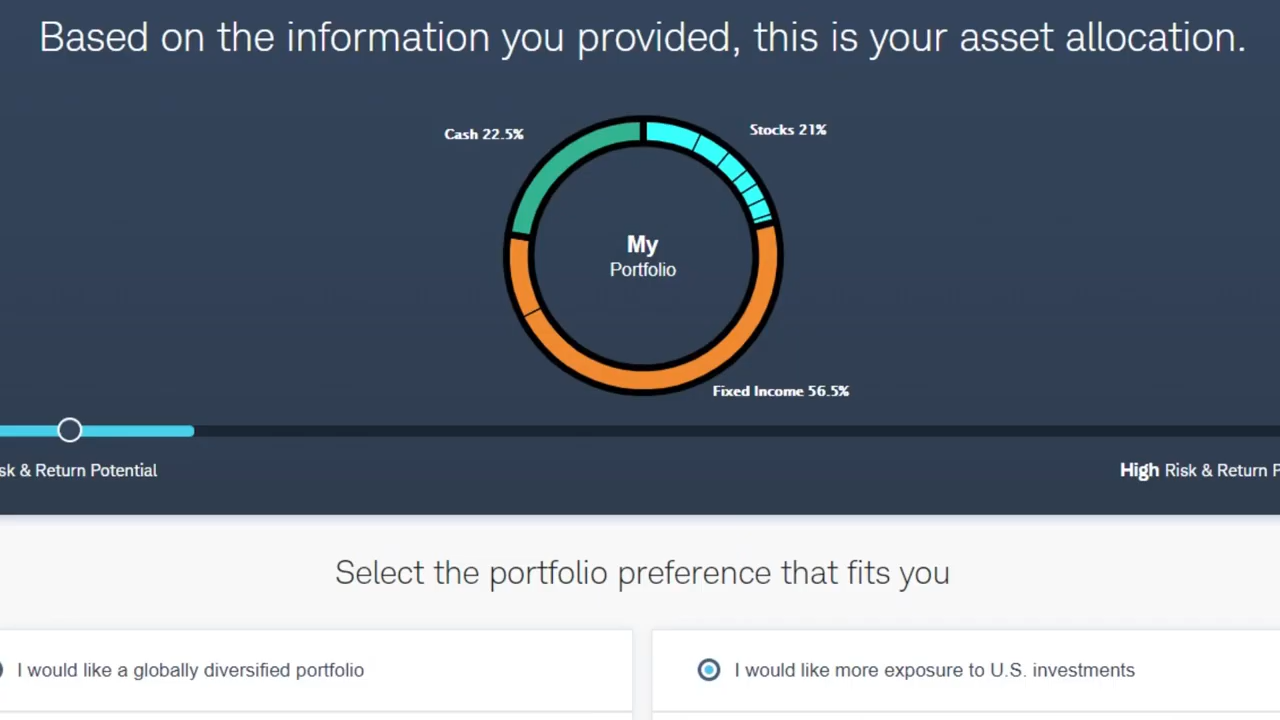 Based on the information you provided, this is your asset allocation.
Cash 22.5%
Stocks 21%
My
Portfolio
Fixed Income 56.5%
& Return Potential
High Risk & Return
Select the portfolio preference that fits you
I would like a globally diversified portfolio
I would like more exposure to U.S. investments